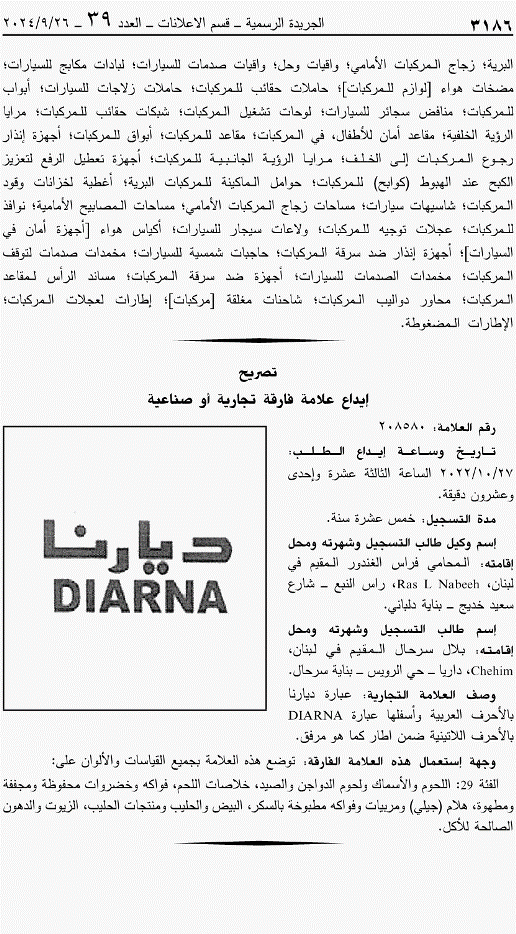 ٣١٨٦
الجريدة الرسمية ــ قسم الاعلانات ــ العدد ٣٩ ــ ٢٠٢٤/٩/٢٦
البرية؛ زجاج المركبات الأمامي؛ واقيات وحل؛ واقيات صدمات للسيارات؛ لبادات مكابح للسيارات؛
مضخات هواء [لوازم للمركبات]؛ حاملات حقائب للمركبات؛ حاملات زلاجات للسيارات؛ أبواب
للمركبات؛ منافض سجائر للسيارات؛ لوحات تشغيل المركبات؛ شبكات حقائب للمركبات؛ مرايا
الرؤية الخلفية؛ مقاعد أمان للأطفال، في المركبات؛ مقاعد للمركبات؛ أبواق للمركبات؛ أجهزة إنذار
رجوع المركبات إلى الخلف؛ مرايا الرؤية الجانبية للمركبات؛ أجهزة تعطيل الرفع لتعزيز
الكبح عند الهبوط (كوابح) للمركبات؛ حوامل الماكينة للمركبات البرية؛ أغطية لخزانات وقود
المركبات؛ شاسيهات سيارات؛ مساحات زجاج المركبات الأمامي؛ مساحات المصابيح الأمامية؛ نوافذ
للمركبات؛ عجلات توجيه للمركبات؛ ولاعات سيجار للسيارات؛ أكياس هواء [أجهزة أمان في
السيارات]؛ أجهزة إنذار ضد سرقة المركبات؛ حاجبات شمسية للسيارات؛ مخمدات صدمات لتوقف
المركبات؛ مخمدات الصدمات للسيارات؛ أجهزة ضد سرقة المركبات؛ مساند الرأس لمقاعد
المركبات؛ محاور دواليب المركبات؛ شاحنات مغلقة [مركبات]؛ إطارات لعجلات المركبات؛
الإطارات المضغوطة.
تصريح
إيداع علامة فارقة تجارية أو صناعية
رقم العلامة: ٢٠٨٥٨٠
تاريخ وساعة إيداع الطلب:
٢٠٢٢/١٠/٢٧ الساعة الثالثة عشرة وإحدى
وعشرون دقيقة.
مدة التسجيل: خمس عشرة سنة.
إسم وكيل طالب التسجيل وشهرته ومحل
إقامته: المحامي فراس الغندور المقيم في
لبنان، Ras L Nabeeh، راس النبع ــ شارع
سعيد خديج ــ بناية دلباني.
إسم طالب التسجيل وشهرته ومحل
إقامته: بلال سرحال المقيم في لبنان،
Chehim، داريا ــ حي الرويس ــ بناية سرحال.
وصف العلامة التجارية: عبارة ديارنا
بالأحرف العربية وأسفلها عبارة DIARNA
بالأحرف اللاتينية ضمن اطار كما هو مرفق.
ديارنا
DIARNA
وجهة إستعمال هذه العلامة الفارقة: توضع هذه العلامة بجميع القياسات والألوان على:
الفئة 29: اللحوم والأسماك ولحوم الدواجن والصيد، خلاصات اللحم، فواكه وخضروات محفوظة ومجففة
ومطهوة، هلام (جيلي) ومربيات وفواكه مطبوخة بالسكر، البيض والحليب ومنتجات الحليب، الزيوت والدهون
الصالحة للأكل.